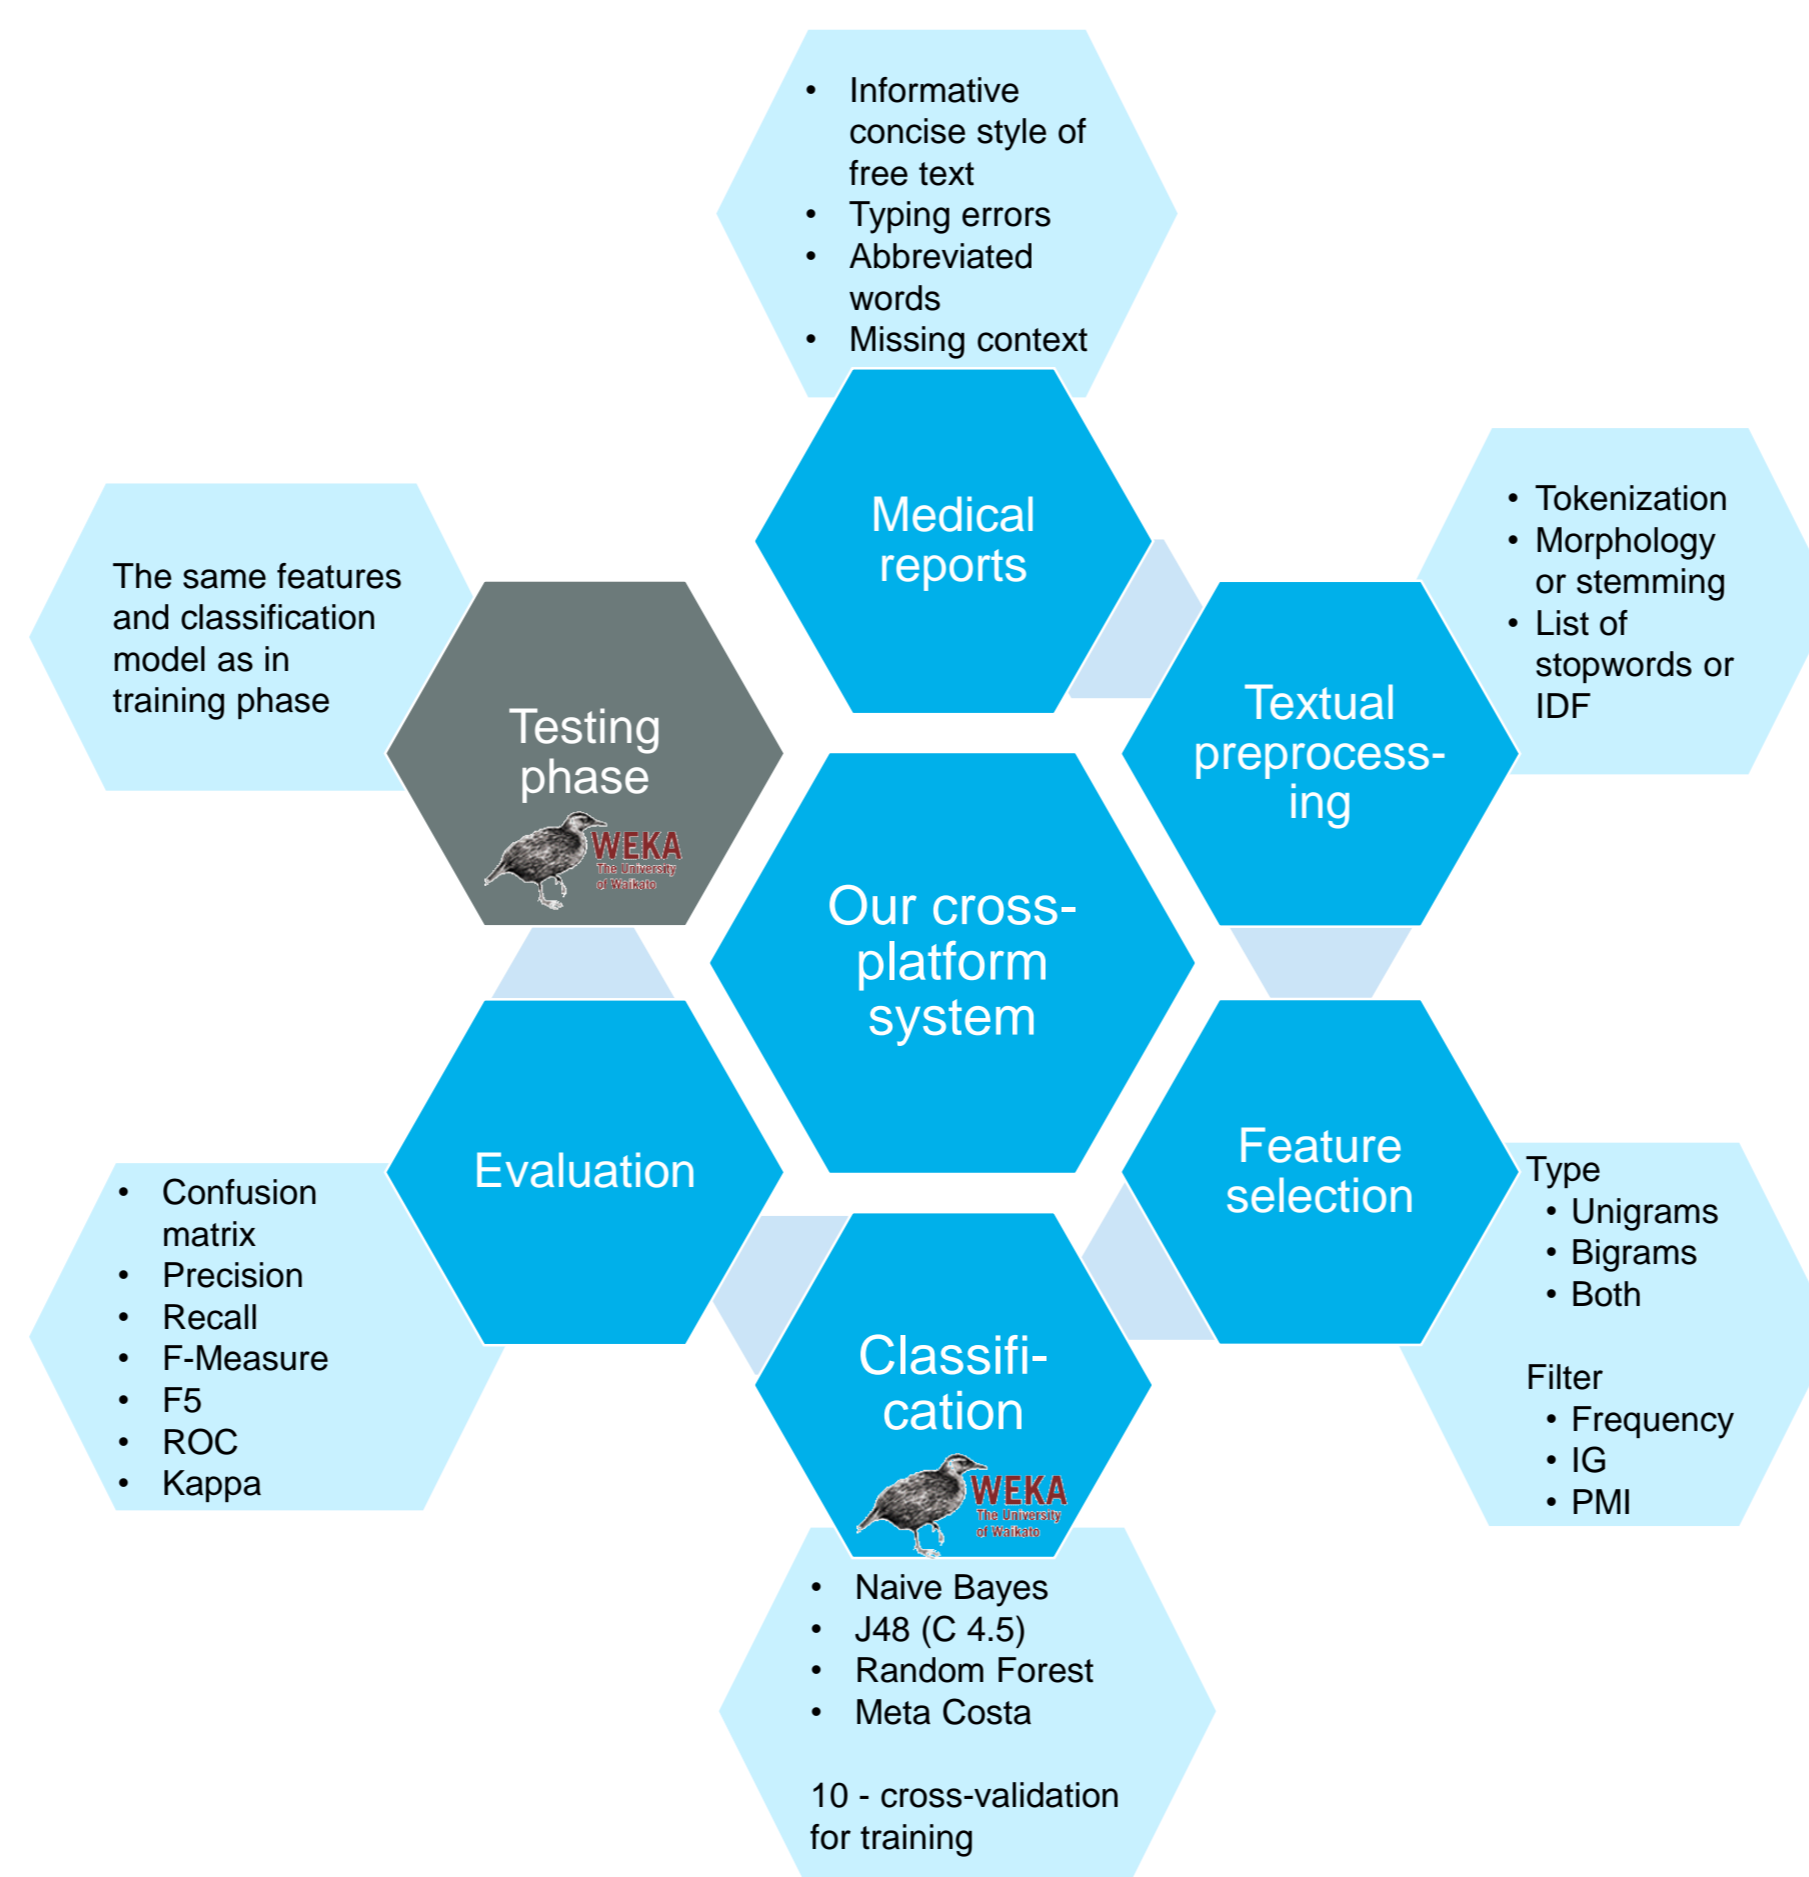 • Informative
concise style of
free text
• Typing errors
• Abbreviated
words
• Missing context
Medical
reports
• Tokenization
• Morphology
or stemming
• List of
stopwords or
IDF
Textual
preprocess-
ing
The same features
and classification
model as in
training phase
Testing
phase
WEKA
The University
of Waikato
Our cross-
platform
system
Feature
selection
Type
• Unigrams
• Bigrams
• Both
Filter
• Frequency
• IG
• PMI
Evaluation
• Confusion
matrix
• Precision
• Recall
• F-Measure
• F5
• ROC
• Kappa
Classifi-
cation
WEKA
The University
of Waikato
• Naive Bayes
• J48 (C 4.5)
• Random Forest
• Meta Costa
10 - cross-validation
for training